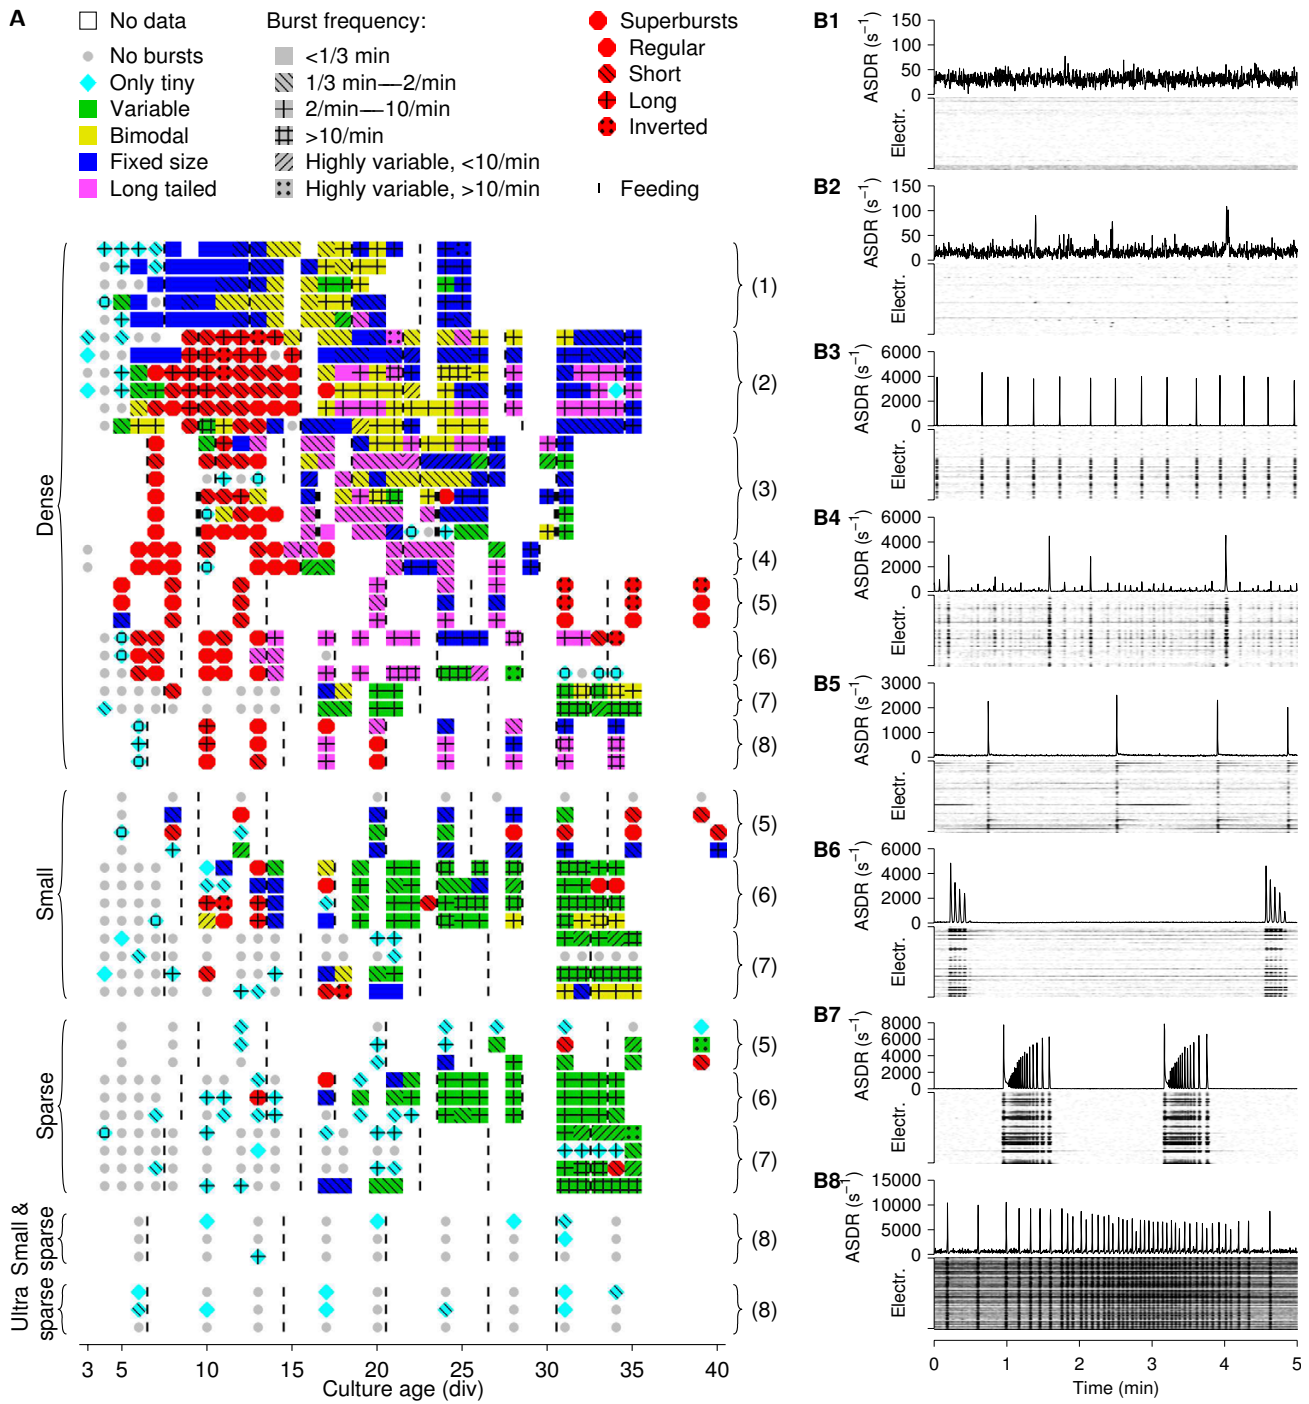 A
No data
No bursts
Only tiny
Variable
Bimodal
Fixed size
Long tailed
Burst frequency:
<1/3 min
1/3 min—2/min
2/min—10/min
>10/min
Highly variable, <10/min
Highly variable, >10/min
Superbursts
Regular
Short
Long
Inverted
Feeding
Dense
(1)
(2)
(3)
(4)
(5)
(6)
(7)
(8)
Small
(5)
(6)
(7)
Sparse
(5)
(6)
(7)
Small &
sparse
(8)
Ultra
sparse
(8)
3 5 10 15 20 25 30 35 40
Culture age (div)
B1
ASDR (s⁻¹)
150
100
50
0
Electr.
B2
ASDR (s⁻¹)
150
100
50
0
Electr.
B3
ASDR (s⁻¹)
6000
4000
2000
0
Electr.
B4
ASDR (s⁻¹)
6000
4000
2000
0
Electr.
B5
ASDR (s⁻¹)
3000
2000
1000
0
Electr.
B6
ASDR (s⁻¹)
6000
4000
2000
0
Electr.
B7
ASDR (s⁻¹)
8000
6000
4000
2000
0
Electr.
B8
ASDR (s⁻¹)
15000
10000
5000
0
Electr.
0 1 2 3 4 5
Time (min)